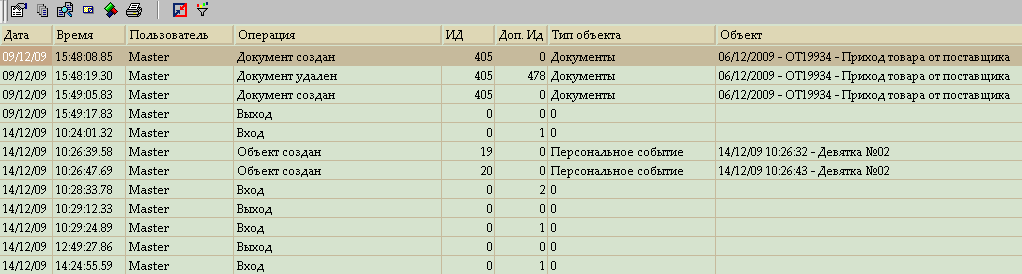 Дата Время Пользователь Операция ИД Доп. Ид Тип объекта Объект
09/12/09 15:48:08.85 Master Документ создан 405 0 Документы 06/12/2009 - ОТ19934 - Приход товара от поставщика
09/12/09 15:48:19.30 Master Документ удален 405 478 Документы 06/12/2009 - ОТ19934 - Приход товара от поставщика
09/12/09 15:49:05.83 Master Документ создан 405 0 Документы 06/12/2009 - ОТ19934 - Приход товара от поставщика
09/12/09 15:49:17.83 Master Выход 0 0 0
14/12/09 10:24:01.32 Master Вход 0 1 0
14/12/09 10:26:39.58 Master Объект создан 19 0 Персональное событие 14/12/09 10:26:32 - Девятка №02
14/12/09 10:26:47.69 Master Объект создан 20 0 Персональное событие 14/12/09 10:26:43 - Девятка №02
14/12/09 10:28:33.78 Master Вход 0 2 0
14/12/09 10:29:12.33 Master Выход 0 0 0
14/12/09 10:29:24.89 Master Вход 0 1 0
14/12/09 12:49:27.86 Master Выход 0 0 0
14/12/09 14:24:55.59 Master Вход 0 1 0